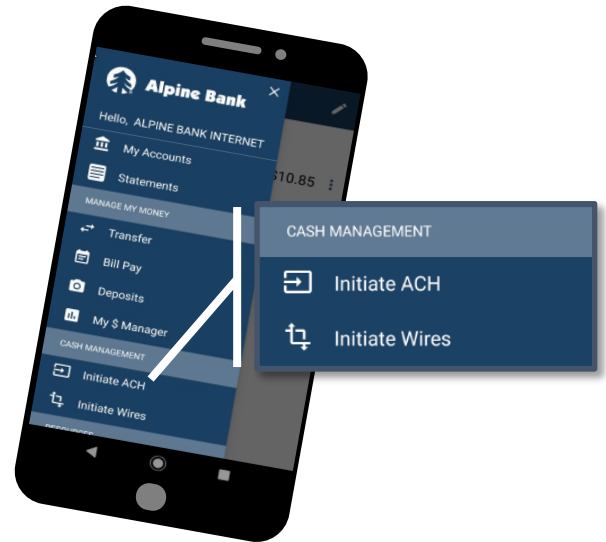 Alpine Bank
Hello, ALPINE BANK INTERNET
My Accounts
Statements
$10.85
MANAGE MY MONEY
Transfer
Bill Pay
Deposits
My $ Manager
CASH MANAGEMENT
Initiate ACH
Initiate Wires
RESOURCES
CASH MANAGEMENT
Initiate ACH
Initiate Wires